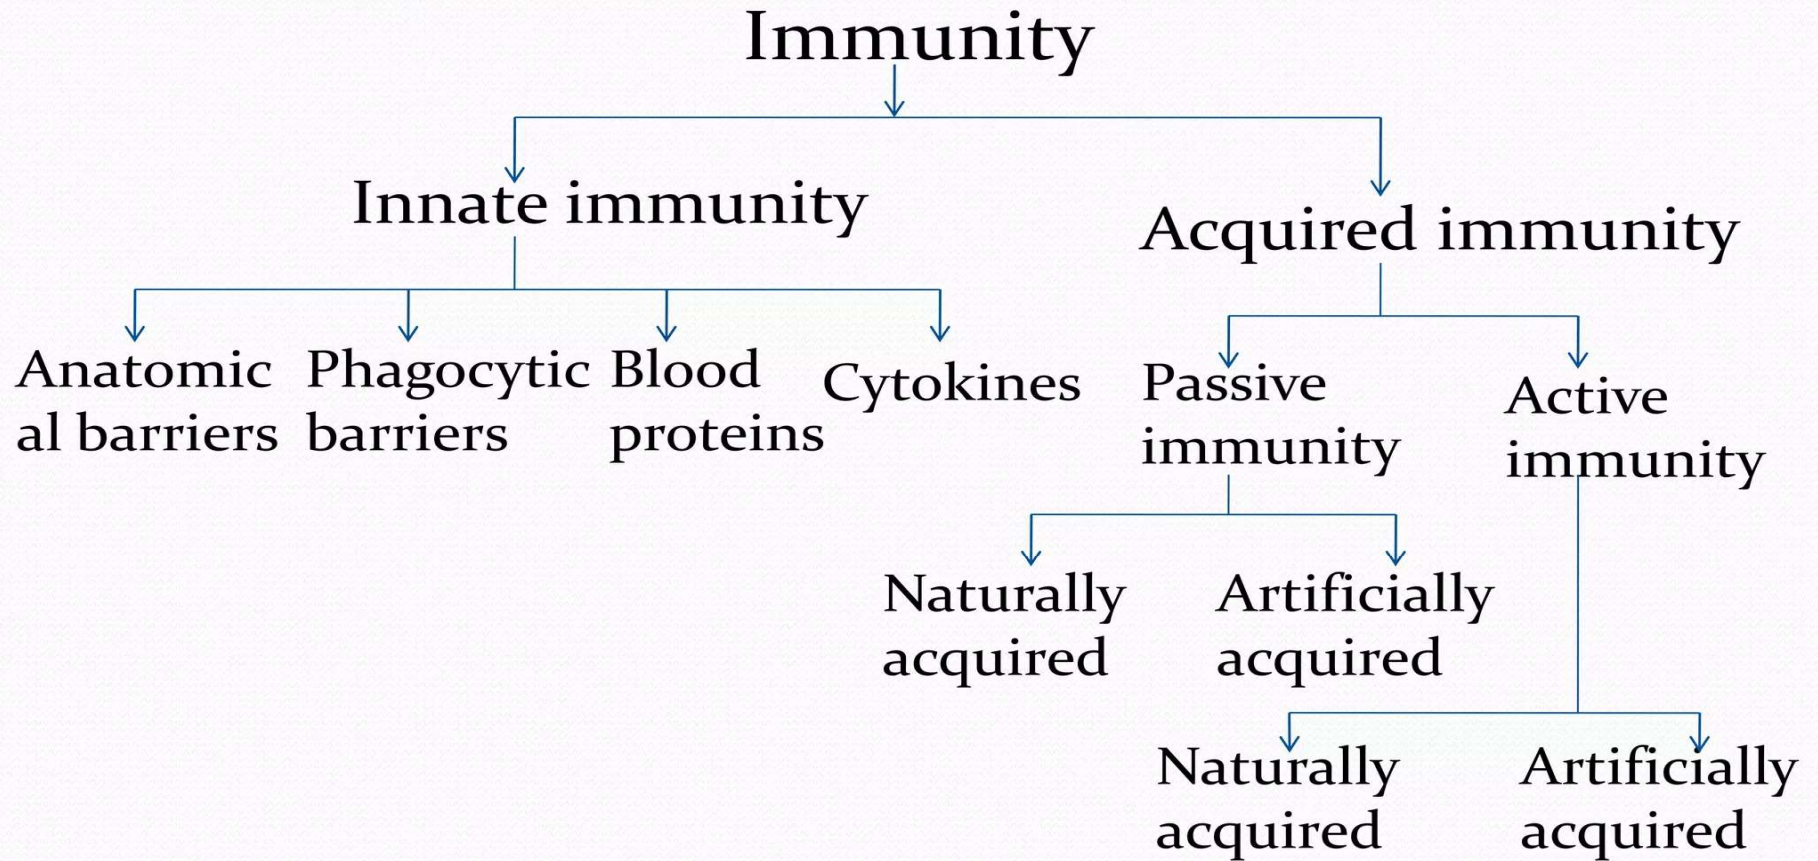 Immunity
Innate immunity
Acquired immunity
Anatomic
al barriers
Phagocytic
barriers
Blood
proteins
Cytokines
Passive
immunity
Active
immunity
Naturally
acquired
Artificially
acquired
Naturally
acquired
Artificially
acquired